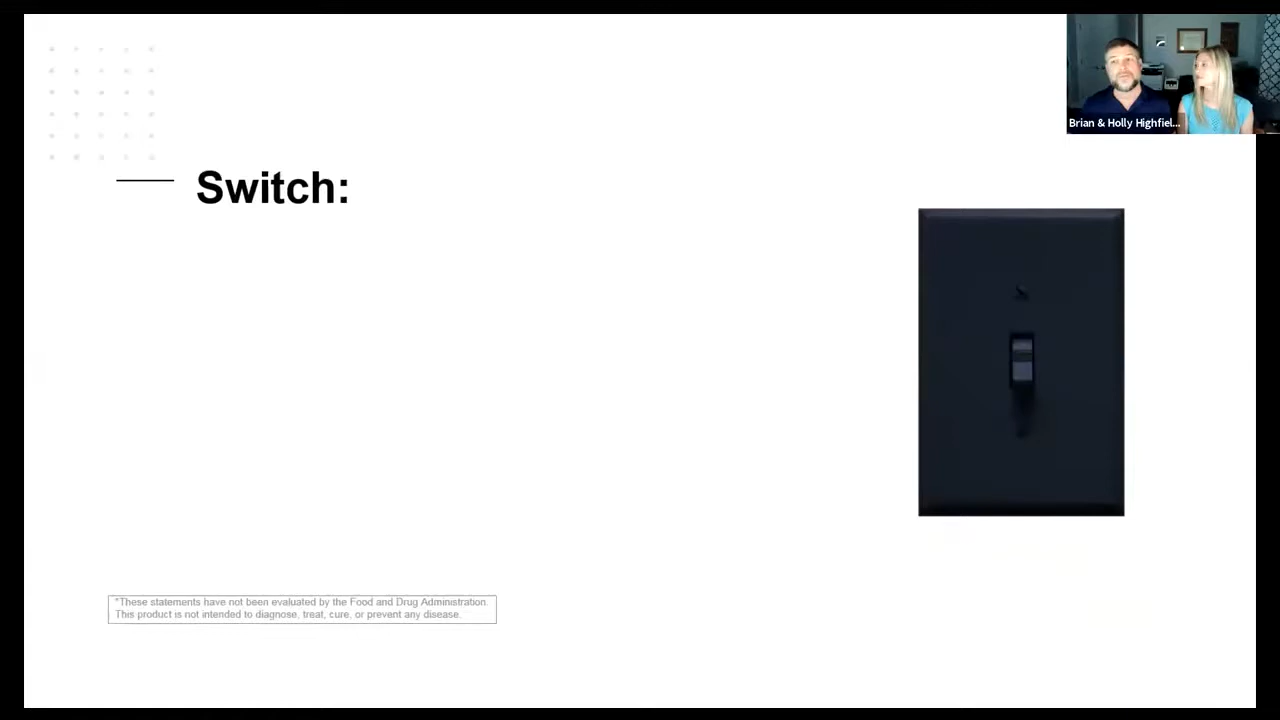 Brian & Holly Highfiel...
Switch:
*These statements have not been evaluated by the Food and Drug Administration.
This product is not intended to diagnose, treat, cure, or prevent any disease.